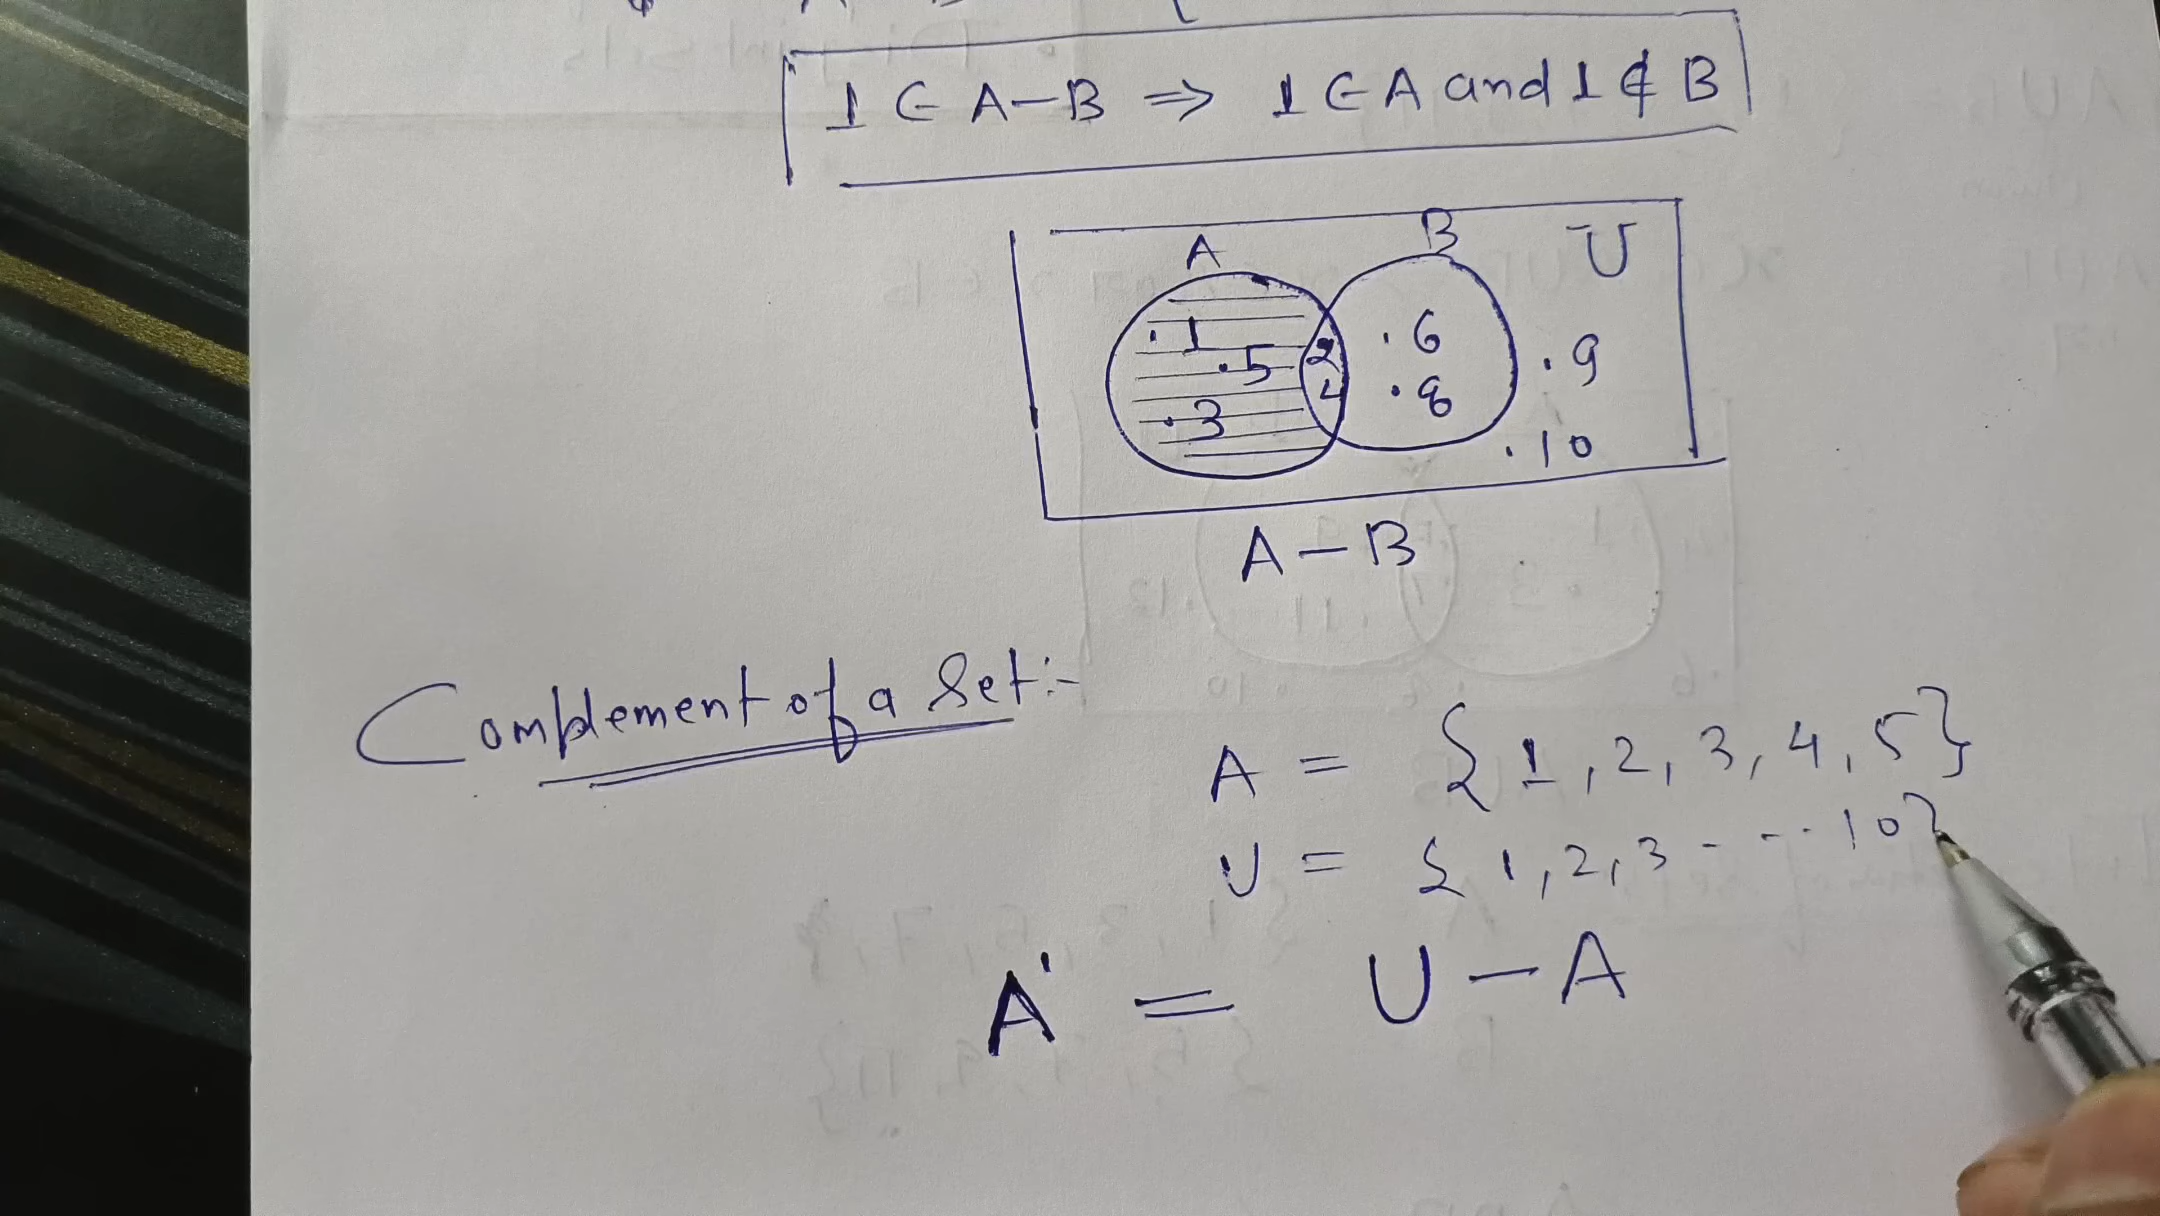 1 ∈ A-B ⇒ 1 ∈ A and 1 ∉ B
A B U
.1 .5 2 .6 .9
.3 4 .8 .10
A-B
Complement of a Set:-
A = {1, 2, 3, 4, 5}
U = {1, 2, 3 - - .. 10}
A' = U - A